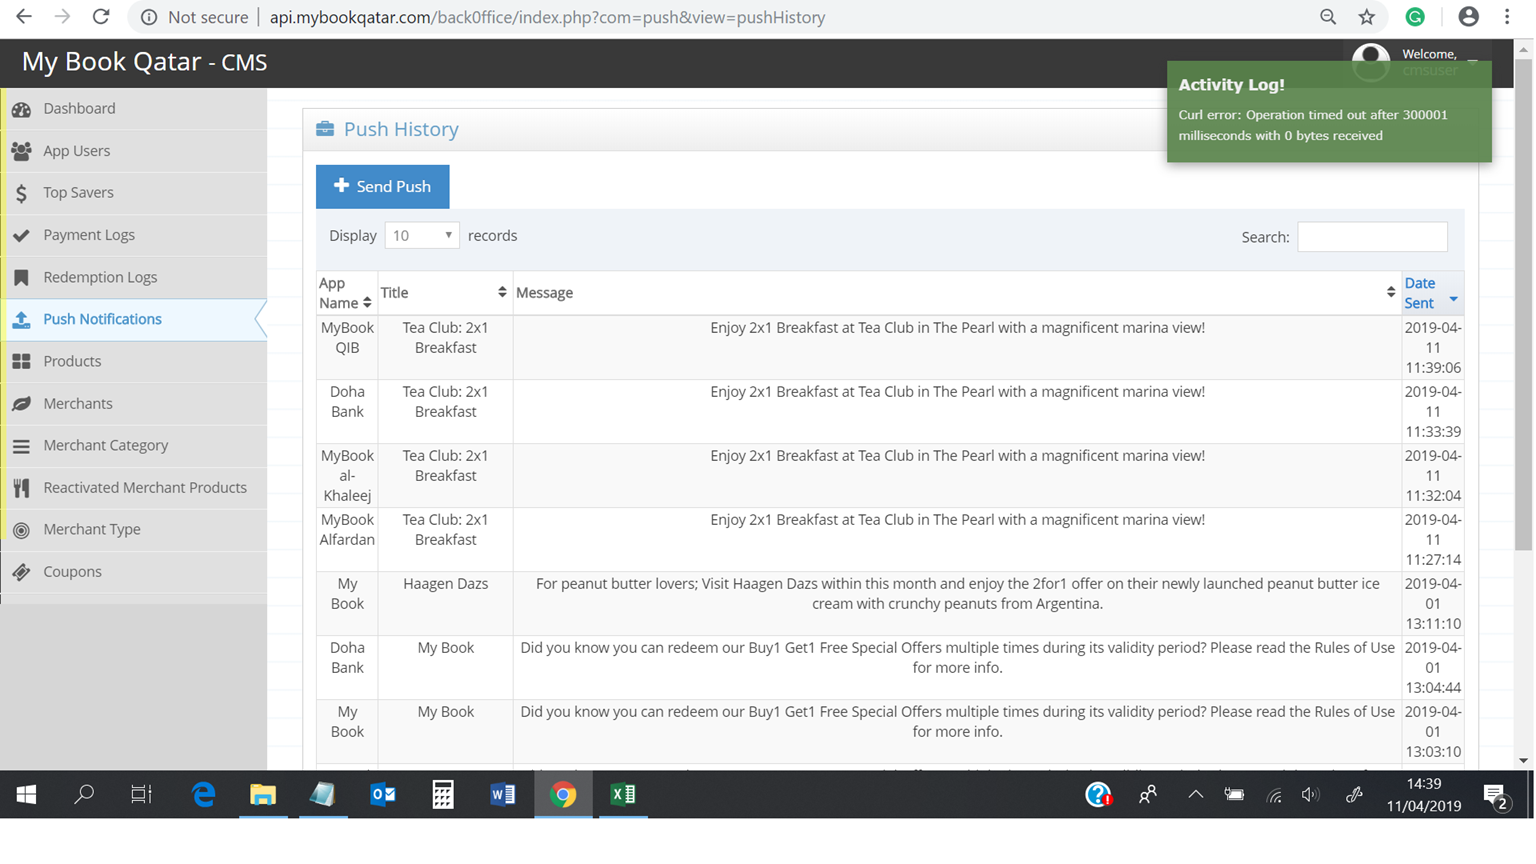 Not secure | api.mybookqatar.com/back0ffice/index.php?com=push&view=pushHistory
My Book Qatar - CMS
Welcome,
cmsuser
Activity Log!
Curl error: Operation timed out after 300001
milliseconds with 0 bytes received
Dashboard
App Users
Top Savers
Payment Logs
Redemption Logs
Push Notifications
Products
Merchants
Merchant Category
Reactivated Merchant Products
Merchant Type
Coupons
Push History
Send Push
Display 10 records
Search:
App
Name
Title
Message
Date
Sent
MyBook
QIB
Tea Club: 2x1
Breakfast
Enjoy 2x1 Breakfast at Tea Club in The Pearl with a magnificent marina view!
2019-04-
11
11:39:06
Doha
Bank
Tea Club: 2x1
Breakfast
Enjoy 2x1 Breakfast at Tea Club in The Pearl with a magnificent marina view!
2019-04-
11
11:33:39
MyBook
al-
Khaleej
Tea Club: 2x1
Breakfast
Enjoy 2x1 Breakfast at Tea Club in The Pearl with a magnificent marina view!
2019-04-
11
11:32:04
MyBook
Alfardan
Tea Club: 2x1
Breakfast
Enjoy 2x1 Breakfast at Tea Club in The Pearl with a magnificent marina view!
2019-04-
11
11:27:14
My
Book
Haagen Dazs
For peanut butter lovers; Visit Haagen Dazs within this month and enjoy the 2for1 offer on their newly launched peanut butter ice
cream with crunchy peanuts from Argentina.
2019-04-
01
13:11:10
Doha
Bank
My Book
Did you know you can redeem our Buy1 Get1 Free Special Offers multiple times during its validity period? Please read the Rules of Use
for more info.
2019-04-
01
13:04:44
My
Book
My Book
Did you know you can redeem our Buy1 Get1 Free Special Offers multiple times during its validity period? Please read the Rules of Use
for more info.
2019-04-
01
13:03:10
14:39
11/04/2019
2